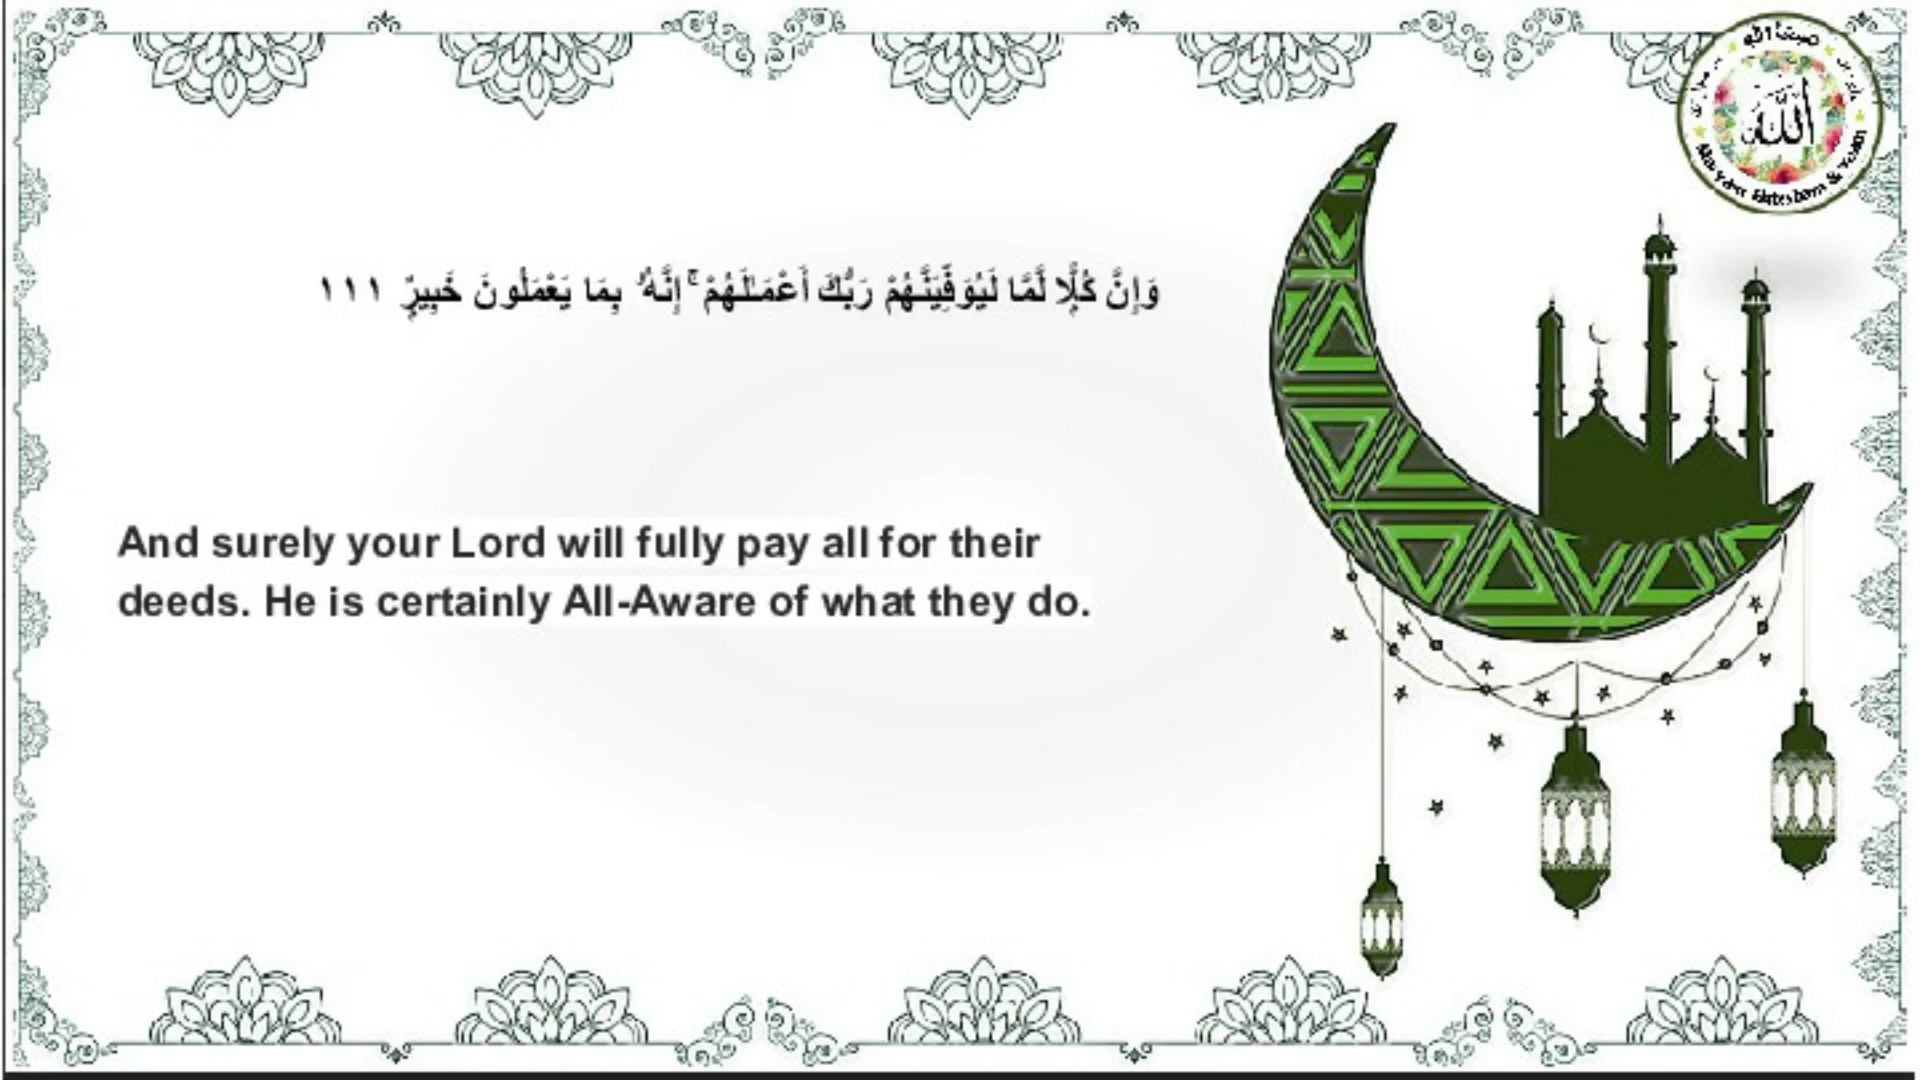 وَإِنَّ كُلًّا لَّمَّا لَيُوَفِّيَنَّهُمْ رَبُّكَ أَعْمَـٰلَهُمْ ۚ إِنَّهُۥ بِمَا يَعْمَلُونَ خَبِيرٌ ١١١
And surely your Lord will fully pay all for their
deeds. He is certainly All-Aware of what they do.
الله